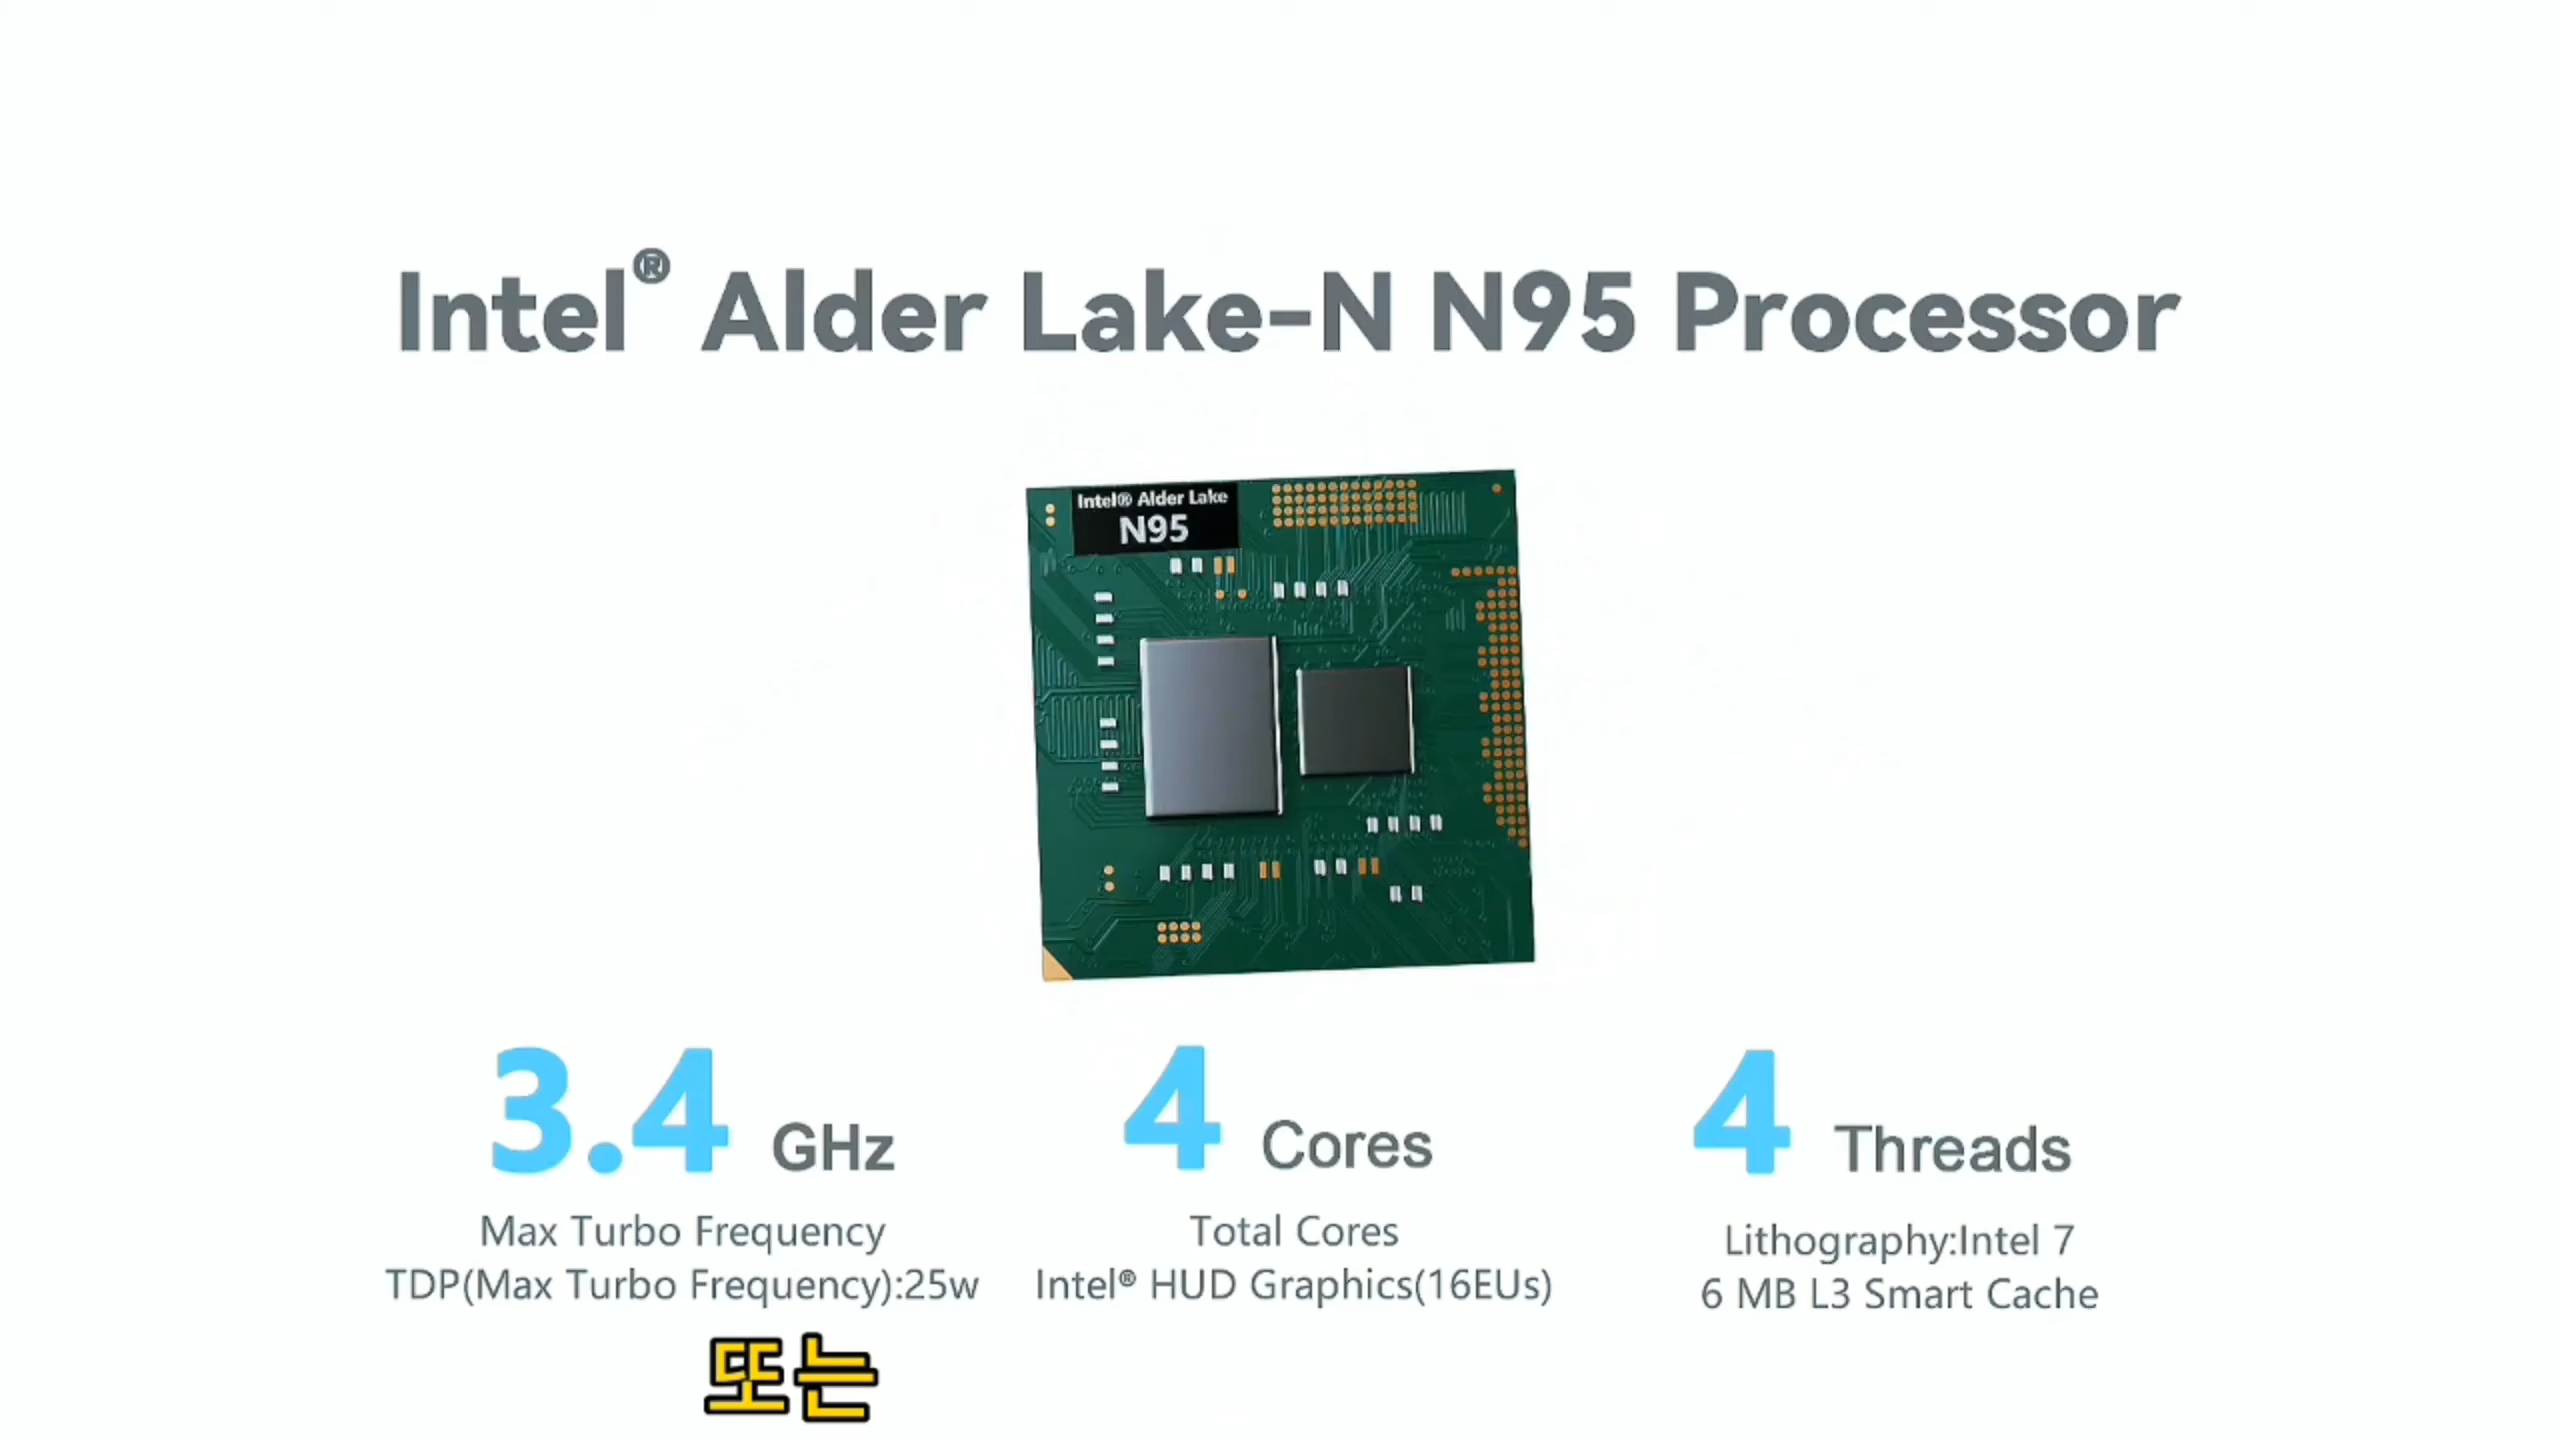 Intel® Alder Lake-N N95 Processor
Intel® Alder Lake
N95
3.4 GHz
Max Turbo Frequency
TDP(Max Turbo Frequency):25w
4 Cores
Total Cores
Intel® HUD Graphics(16EUs)
4 Threads
Lithography:Intel 7
6 MB L3 Smart Cache
또는